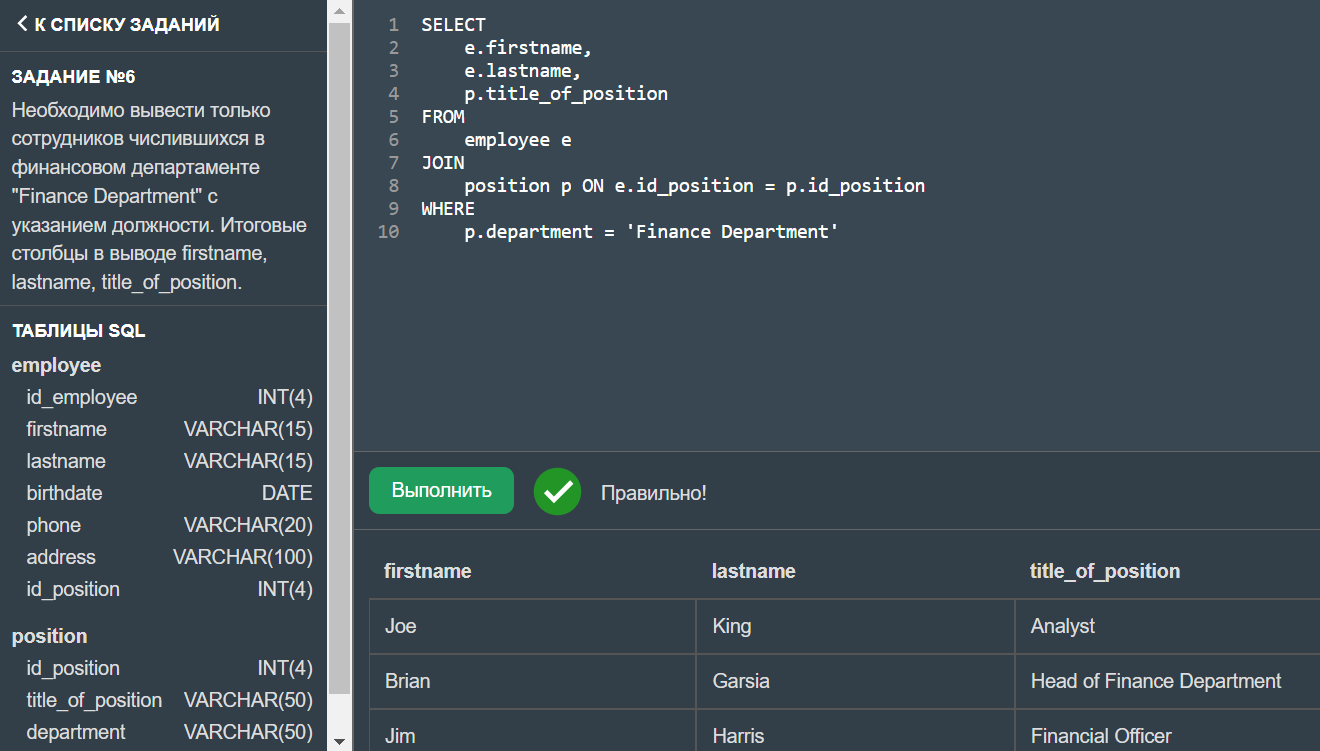 К СПИСКУ ЗАДАНИЙ
ЗАДАНИЕ №6
Необходимо вывести только
сотрудников числившихся в
финансовом департаменте
"Finance Department" с
указанием должности. Итоговые
столбцы в выводе firstname,
lastname, title_of_position.
ТАБЛИЦЫ SQL
employee
id_employee INT(4)
firstname VARCHAR(15)
lastname VARCHAR(15)
birthdate DATE
phone VARCHAR(20)
address VARCHAR(100)
id_position INT(4)
position
id_position INT(4)
title_of_position VARCHAR(50)
department VARCHAR(50)
1 SELECT
2 e.firstname,
3 e.lastname,
4 p.title_of_position
5 FROM
6 employee e
7 JOIN
8 position p ON e.id_position = p.id_position
9 WHERE
10 p.department = 'Finance Department'
Выполнить Правильно!
firstname lastname title_of_position
Joe King Analyst
Brian Garsia Head of Finance Department
Jim Harris Financial Officer